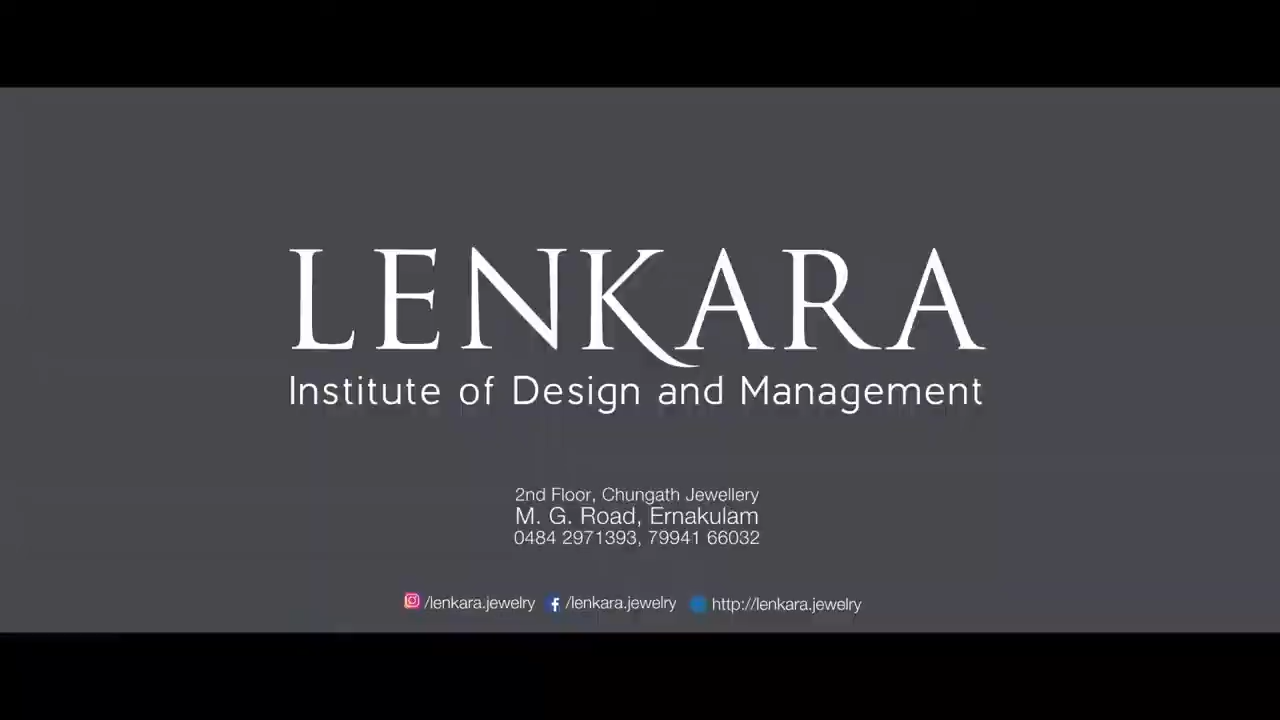 LENKARA
Institute of Design and Management
2nd Floor, Chungath Jewellery
M. G. Road, Ernakulam
0484 2971393, 79941 66032
/lenkara.jewelry /lenkara.jewelry http://lenkara.jewelry